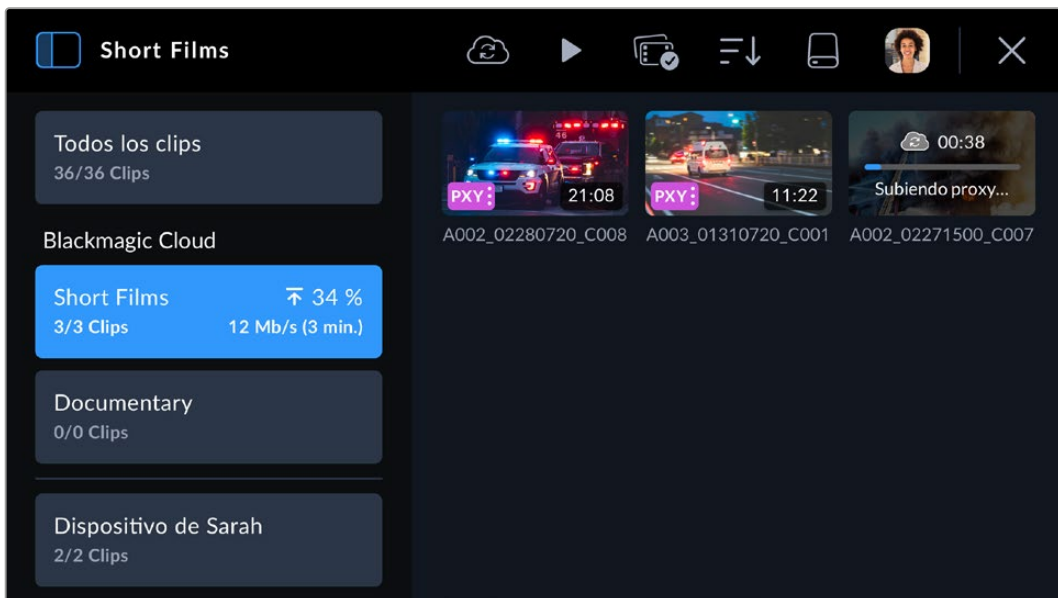 Short Films
Todos los clips
36/36 Clips
Blackmagic Cloud
Short Films 34 %
3/3 Clips 12 Mb/s (3 min.)
Documentary
0/0 Clips
Dispositivo de Sarah
2/2 Clips
PXY 21:08
A002_02280720_C008
PXY 11:22
A003_01310720_C001
00:38
Subiendo proxy...
A002_02271500_C007